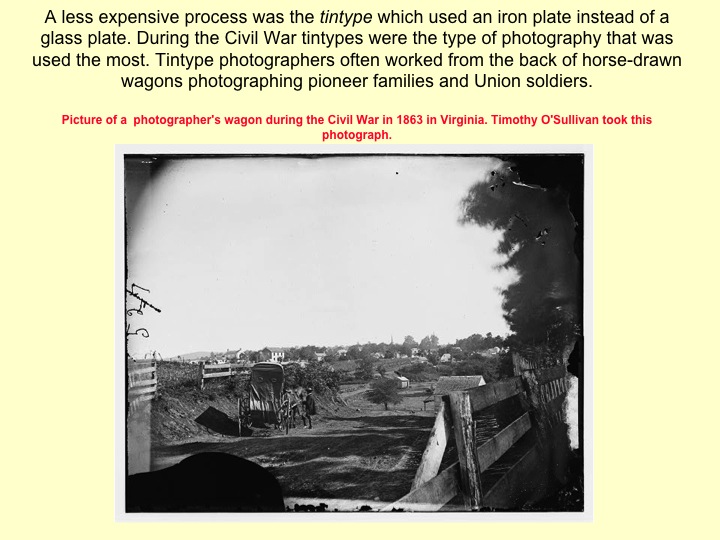 A less expensive process was the tintype which used an iron plate instead of a
glass plate. During the Civil War tintypes were the type of photography that was
used the most. Tintype photographers often worked from the back of horse-drawn
wagons photographing pioneer families and Union soldiers.
Picture of a  photographer's wagon during the Civil War in 1863 in Virginia. Timothy O'Sullivan took this
photograph.